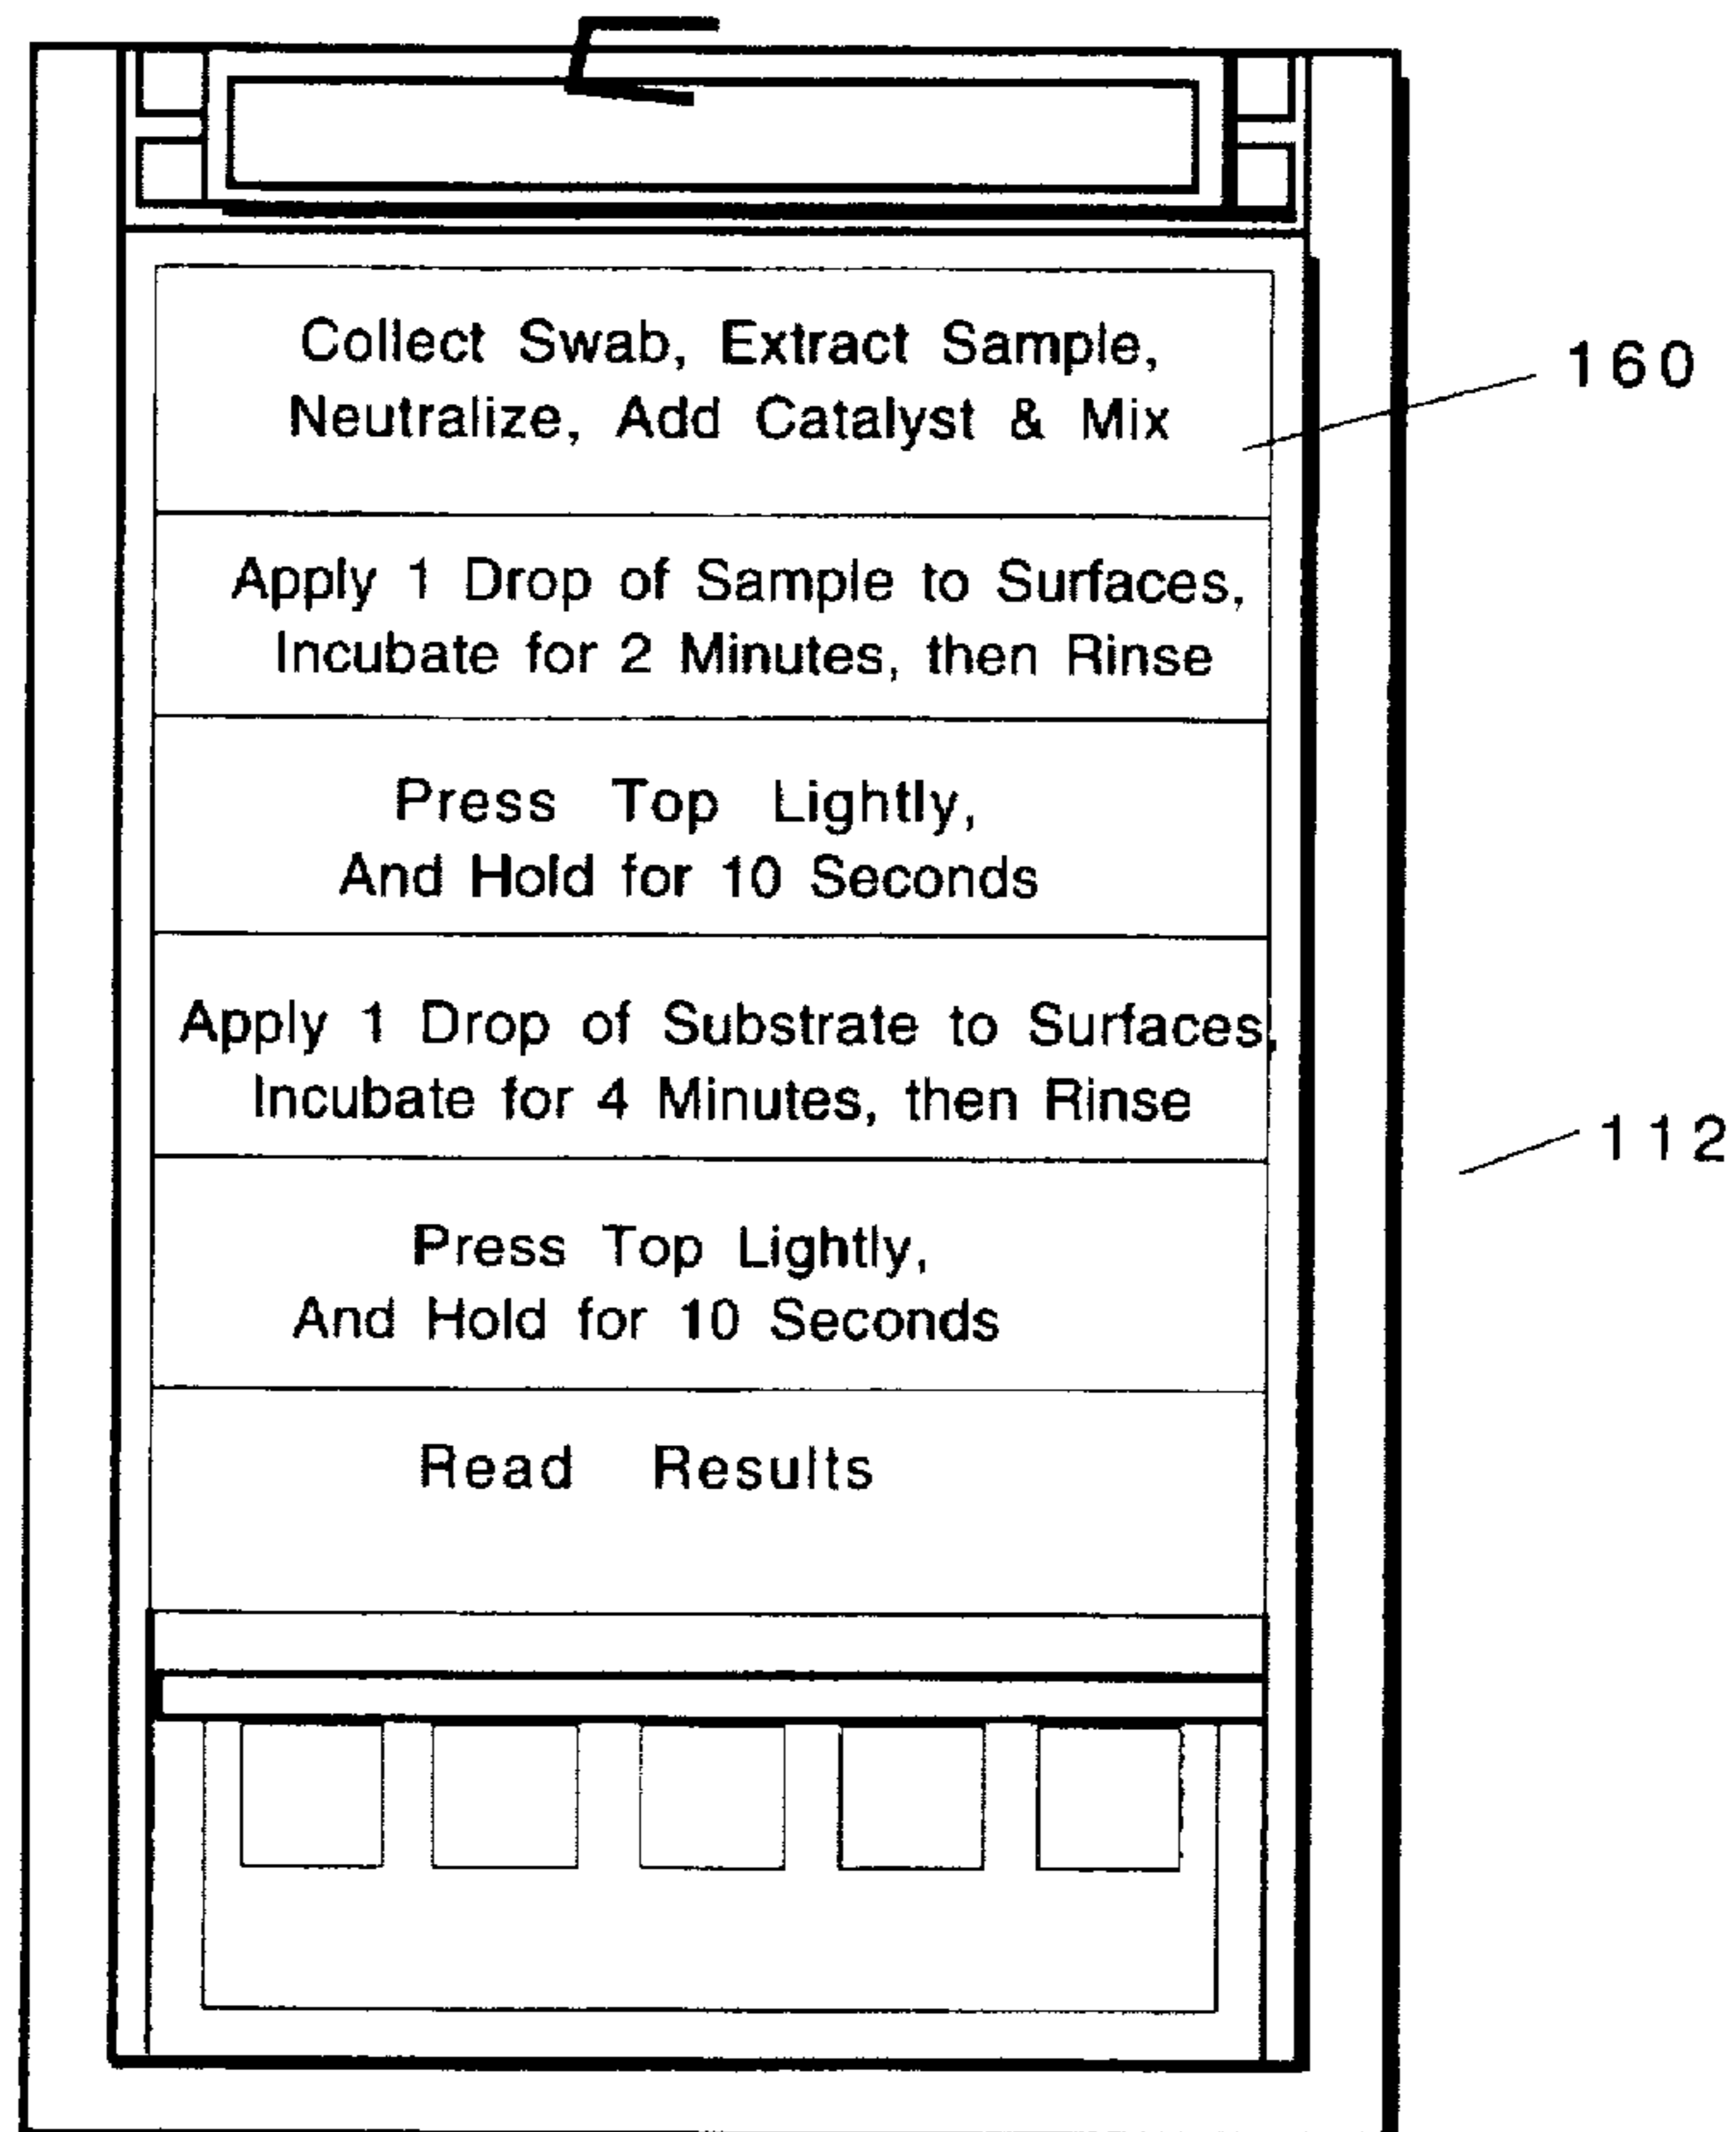 Collect Swab, Extract Sample,
Neutralize, Add Catalyst & Mix
160
Apply 1 Drop of Sample to Surfaces,
Incubate for 2 Minutes, then Rinse
Press Top Lightly,
And Hold for 10 Seconds
Apply 1 Drop of Substrate to Surfaces,
Incubate for 4 Minutes, then Rinse
112
Press Top Lightly,
And Hold for 10 Seconds
Read Results